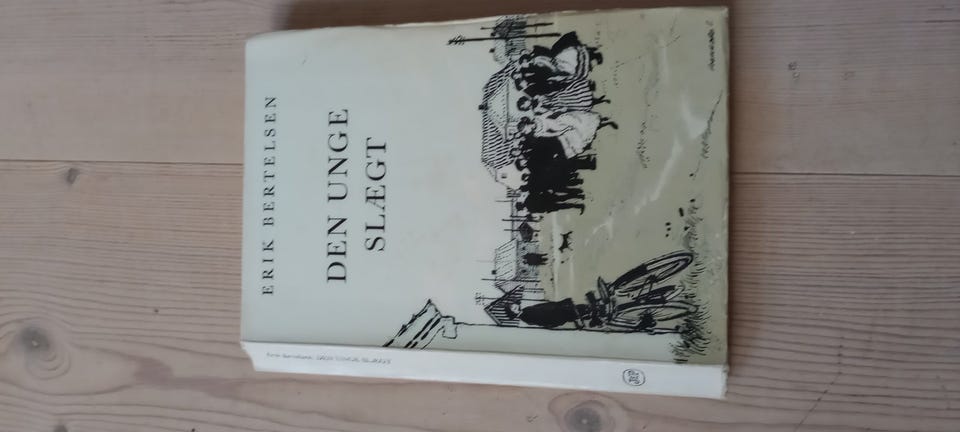 ERIK BERTELSEN
DEN UNGE
SLÆGT
Erik Bertelsen: DEN UNGE SLÆGT